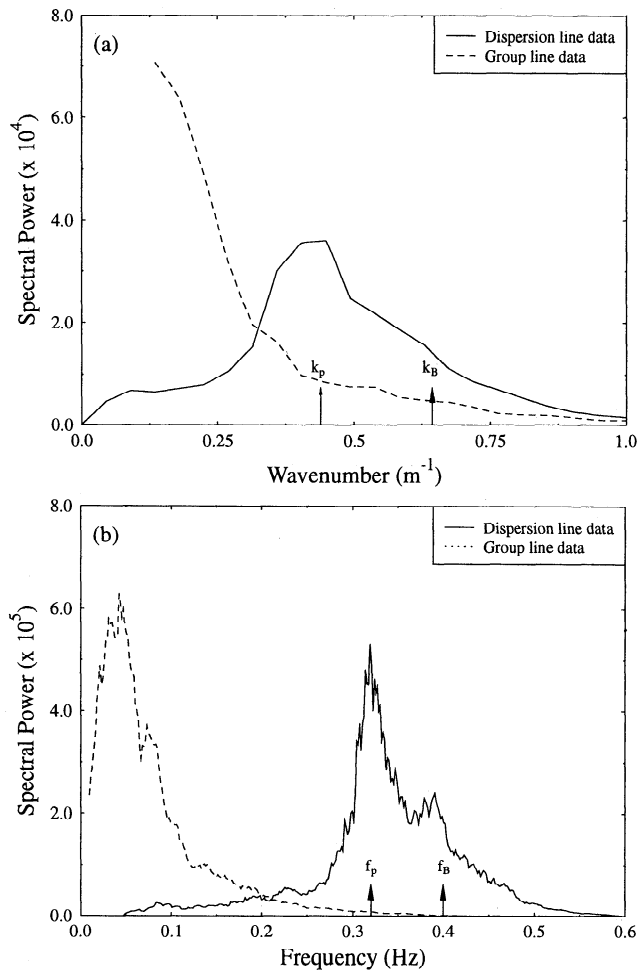 8.0
(a)
Dispersion line data
Group line data
6.0
Spectral Power (x 10^4)
4.0
2.0
k_p
k_B
0.0
0.0 0.25 0.5 0.75 1.0
Wavenumber (m^-1)
8.0
(b)
Dispersion line data
Group line data
6.0
Spectral Power (x 10^5)
4.0
2.0
f_p
f_B
0.0
0.0 0.1 0.2 0.3 0.4 0.5 0.6
Frequency (Hz)